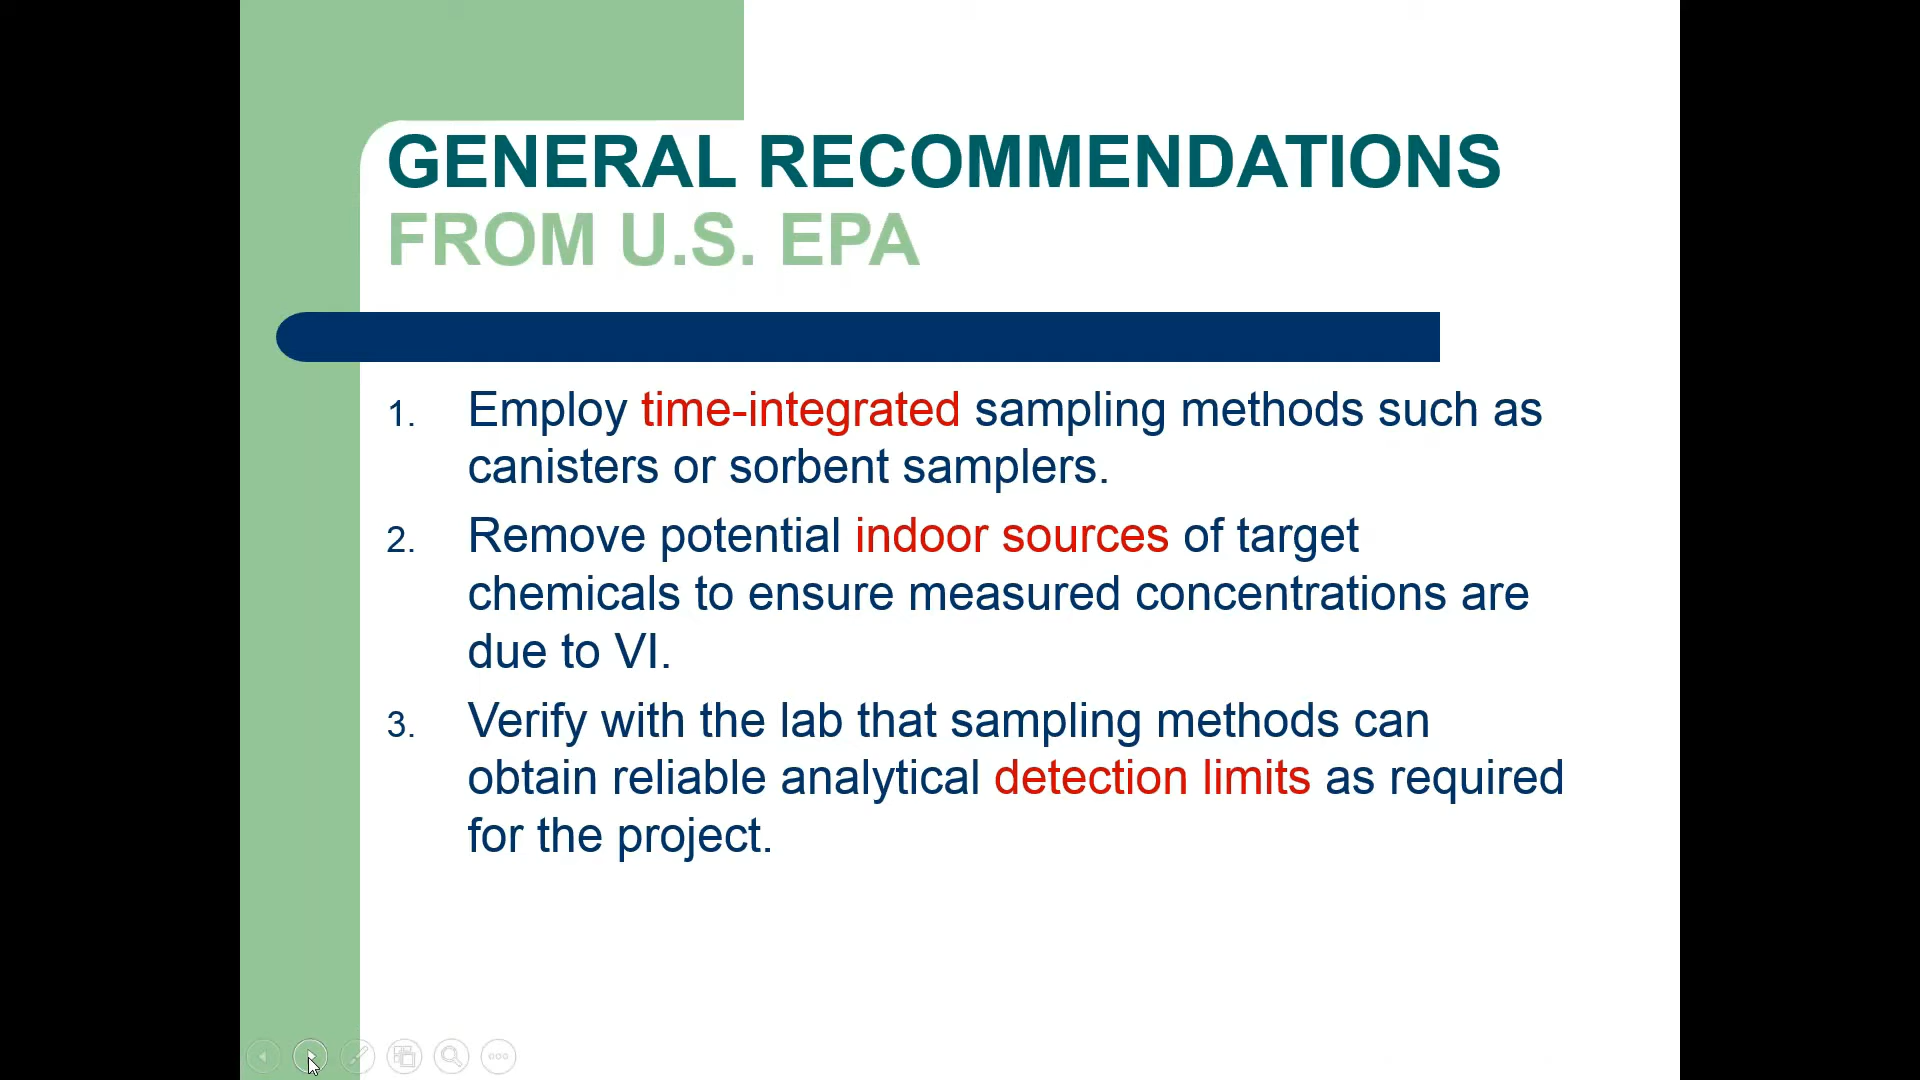 GENERAL RECOMMENDATIONS
FROM U.S. EPA
1. Employ time-integrated sampling methods such as
canisters or sorbent samplers.
2. Remove potential indoor sources of target
chemicals to ensure measured concentrations are
due to VI.
3. Verify with the lab that sampling methods can
obtain reliable analytical detection limits as required
for the project.